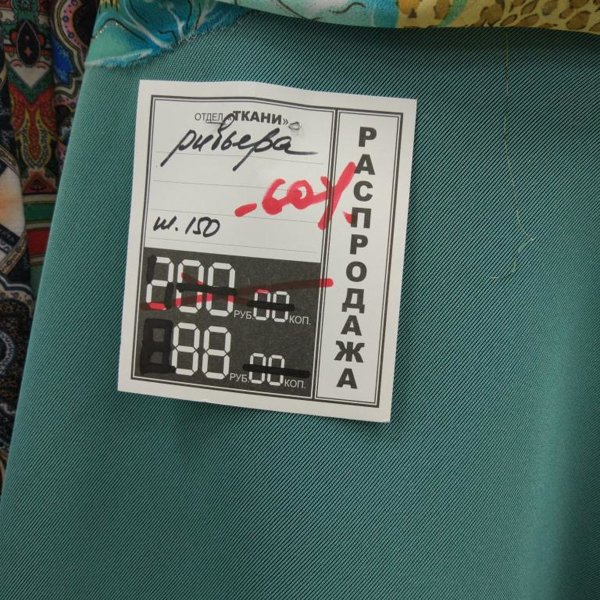 ОТДЕЛ «ТКАНИ»
ривьера
-60%
ш. 150
РУБ. 00 КОП.
88 РУБ. 00 КОП.
РАСПРОДАЖА